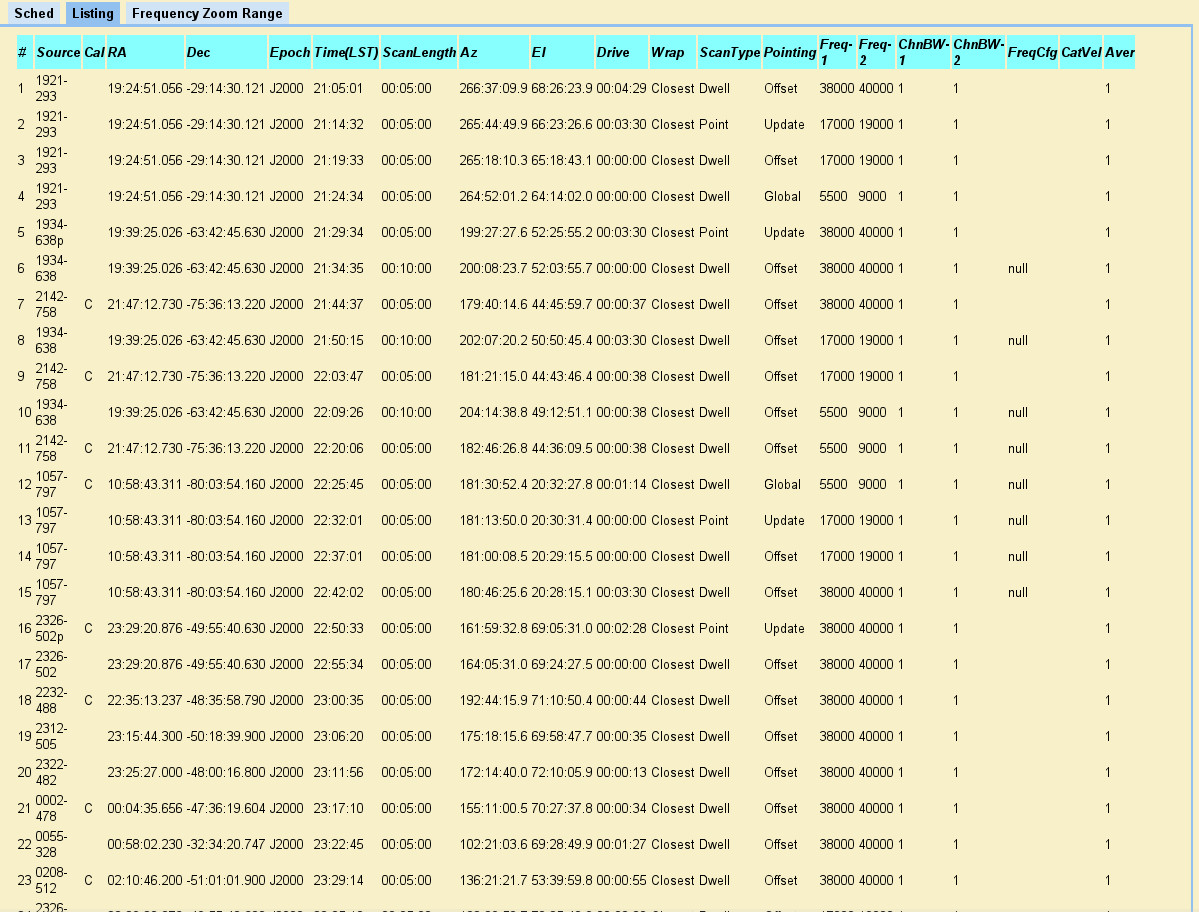 Sched Listing Frequency Zoom Range
# Source Cal RA Dec Epoch Time(LST) ScanLength Az El Drive Wrap ScanType Pointing Freq-1 Freq-2 ChnBW-1 ChnBW-2 FreqCfg CatVel Aver
1 1921-293 19:24:51.056 -29:14:30.121 J2000 21:05:01 00:05:00 266:37:09.9 68:26:23.9 00:04:29 Closest Dwell Offset 38000 40000 1 1 1
2 1921-293 19:24:51.056 -29:14:30.121 J2000 21:14:32 00:05:00 265:44:49.9 66:23:26.6 00:03:30 Closest Point Update 17000 19000 1 1 1
3 1921-293 19:24:51.056 -29:14:30.121 J2000 21:19:33 00:05:00 265:18:10.3 65:18:43.1 00:00:00 Closest Dwell Offset 17000 19000 1 1 1
4 1921-293 19:24:51.056 -29:14:30.121 J2000 21:24:34 00:05:00 264:52:01.2 64:14:02.0 00:00:00 Closest Dwell Global 5500 9000 1 1 1
5 1934-638p 19:39:25.026 -63:42:45.630 J2000 21:29:34 00:05:00 199:27:27.6 52:25:55.2 00:03:30 Closest Point Update 38000 40000 1 1 1
6 1934-638 19:39:25.026 -63:42:45.630 J2000 21:34:35 00:10:00 200:08:23.7 52:03:55.7 00:00:00 Closest Dwell Offset 38000 40000 1 1 null 1
7 2142-758 C 21:47:12.730 -75:36:13.220 J2000 21:44:37 00:05:00 179:40:14.6 44:45:59.7 00:00:37 Closest Dwell Offset 38000 40000 1 1 1
8 1934-638 19:39:25.026 -63:42:45.630 J2000 21:50:15 00:10:00 202:07:20.2 50:50:45.4 00:03:30 Closest Dwell Offset 17000 19000 1 1 null 1
9 2142-758 C 21:47:12.730 -75:36:13.220 J2000 22:03:47 00:05:00 181:21:15.0 44:43:46.4 00:00:38 Closest Dwell Offset 17000 19000 1 1 1
10 1934-638 19:39:25.026 -63:42:45.630 J2000 22:09:26 00:10:00 204:14:38.8 49:12:51.1 00:00:38 Closest Dwell Offset 5500 9000 1 1 null 1
11 2142-758 C 21:47:12.730 -75:36:13.220 J2000 22:20:06 00:05:00 182:46:26.8 44:36:09.5 00:00:38 Closest Dwell Offset 5500 9000 1 1 null 1
12 1057-797 C 10:58:43.311 -80:03:54.160 J2000 22:25:45 00:05:00 181:30:52.4 20:32:27.8 00:01:14 Closest Dwell Global 5500 9000 1 1 null 1
13 1057-797 10:58:43.311 -80:03:54.160 J2000 22:32:01 00:05:00 181:13:50.0 20:30:31.4 00:00:00 Closest Point Update 17000 19000 1 1 null 1
14 1057-797 10:58:43.311 -80:03:54.160 J2000 22:37:01 00:05:00 181:00:08.5 20:29:15.5 00:00:00 Closest Dwell Offset 17000 19000 1 1 null 1
15 1057-797 10:58:43.311 -80:03:54.160 J2000 22:42:02 00:05:00 180:46:25.6 20:28:15.1 00:03:30 Closest Dwell Offset 38000 40000 1 1 null 1
16 2326-502p C 23:29:20.876 -49:55:40.630 J2000 22:50:33 00:05:00 161:59:32.8 69:05:31.0 00:02:28 Closest Point Update 38000 40000 1 1 1
17 2326-502 23:29:20.876 -49:55:40.630 J2000 22:55:34 00:05:00 164:05:31.0 69:24:27.5 00:00:00 Closest Dwell Offset 38000 40000 1 1 1
18 2232-488 C 22:35:13.237 -48:35:58.790 J2000 23:00:35 00:05:00 192:44:15.9 71:10:50.4 00:00:44 Closest Dwell Offset 38000 40000 1 1 1
19 2312-505 23:15:44.300 -50:18:39.900 J2000 23:06:20 00:05:00 175:18:15.6 69:58:47.7 00:00:35 Closest Dwell Offset 38000 40000 1 1 1
20 2322-482 23:25:27.000 -48:00:16.800 J2000 23:11:56 00:05:00 172:14:40.0 72:10:05.9 00:00:13 Closest Dwell Offset 38000 40000 1 1 1
21 0002-478 C 00:04:35.656 -47:36:19.604 J2000 23:17:10 00:05:00 155:11:00.5 70:27:37.8 00:00:34 Closest Dwell Offset 38000 40000 1 1 1
22 0055-328 00:58:02.230 -32:34:20.747 J2000 23:22:45 00:05:00 102:21:03.6 69:28:49.9 00:01:27 Closest Dwell Offset 38000 40000 1 1 1
23 0208-512 C 02:10:46.200 -51:01:01.900 J2000 23:29:14 00:05:00 136:21:21.7 53:39:59.8 00:00:55 Closest Dwell Offset 38000 40000 1 1 1
2326-